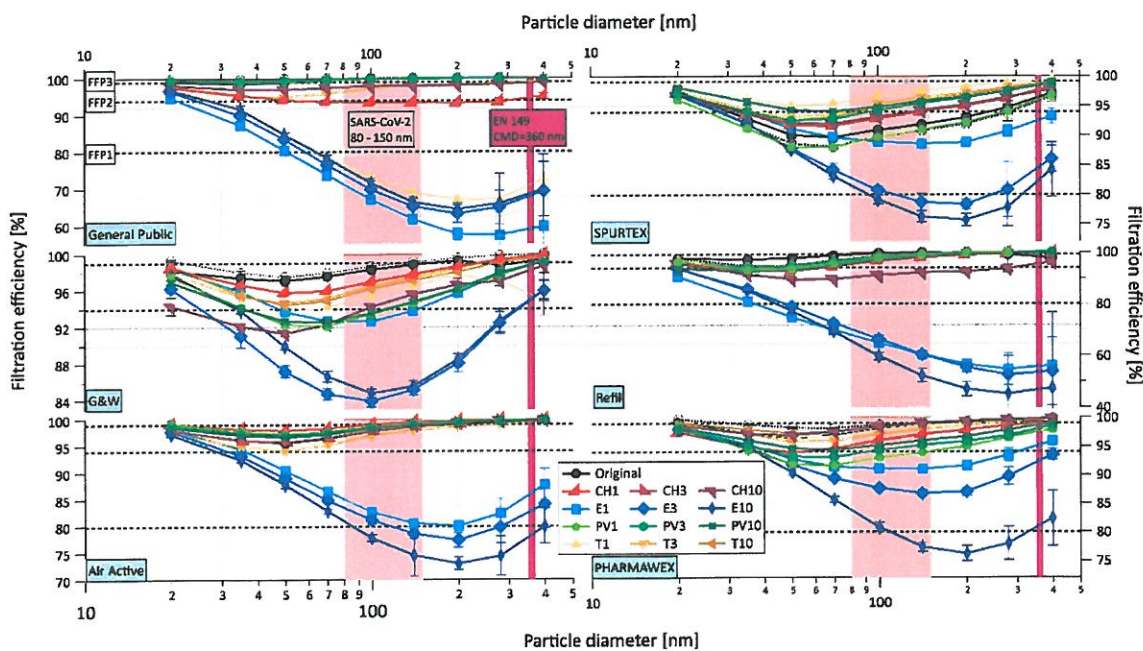 Particle diameter [nm]
10 2 3 4 5 6 7 8 9 100 2 3 4 5
10 2 3 4 5 6 7 8 9 100 2 3 4 5
100 FFP3
FFP2
90
80 FFP1
70
60
SARS-CoV-2
80 - 150 nm
EN 149
CMD=360 nm
General Public
100
95
90
85
80
75
SPURTEX
Filtration efficiency [%]
100
96
92
88
84
G&W
100
80
60
40
Refil
Filtration efficiency [%]
100
95
90
85
80
75
70
Air Active
Original
CH1 CH3 CH10
E1 E3 E10
PV1 PV3 PV10
T1 T3 T10
100
95
90
85
80
75
PHARMAWEX
10 2 3 4 5 6 7 8 9 100 2 3 4 5
10 2 3 4 5 6 7 8 9 100 2 3 4 5
Particle diameter [nm]